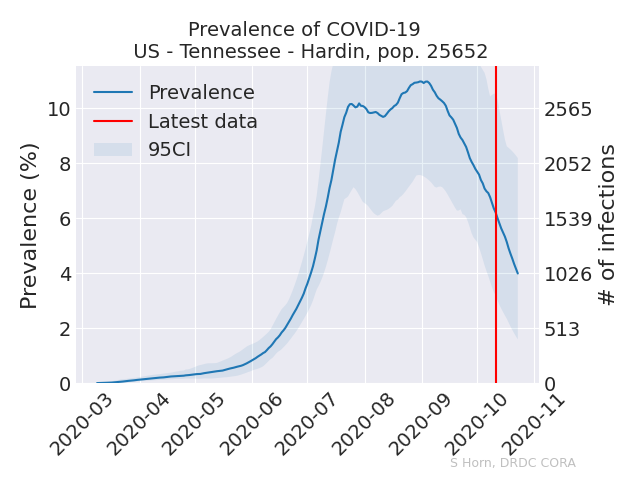 Prevalence of COVID-19
US - Tennessee - Hardin, pop. 25652
Prevalence (%)
10
8
6
4
2
0
Prevalence
Latest data
95CI
2565
2052
1539
1026
513
0
# of infections
2020-03
2020-04
2020-05
2020-06
2020-07
2020-08
2020-09
2020-10
2020-11
S Horn, DRDC CORA